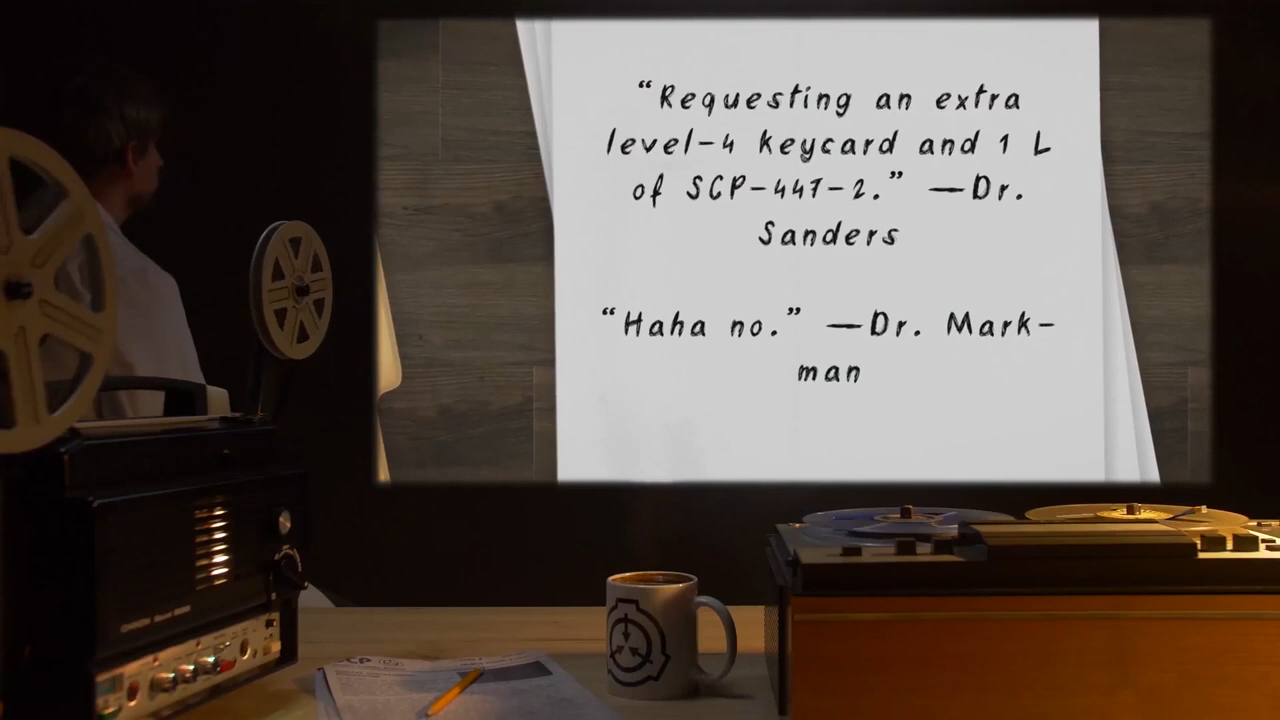 “Requesting an extra
level-4 keycard and 1 L
of SCP-447-2.” —Dr.
Sanders
“Haha no.” —Dr. Mark-
man